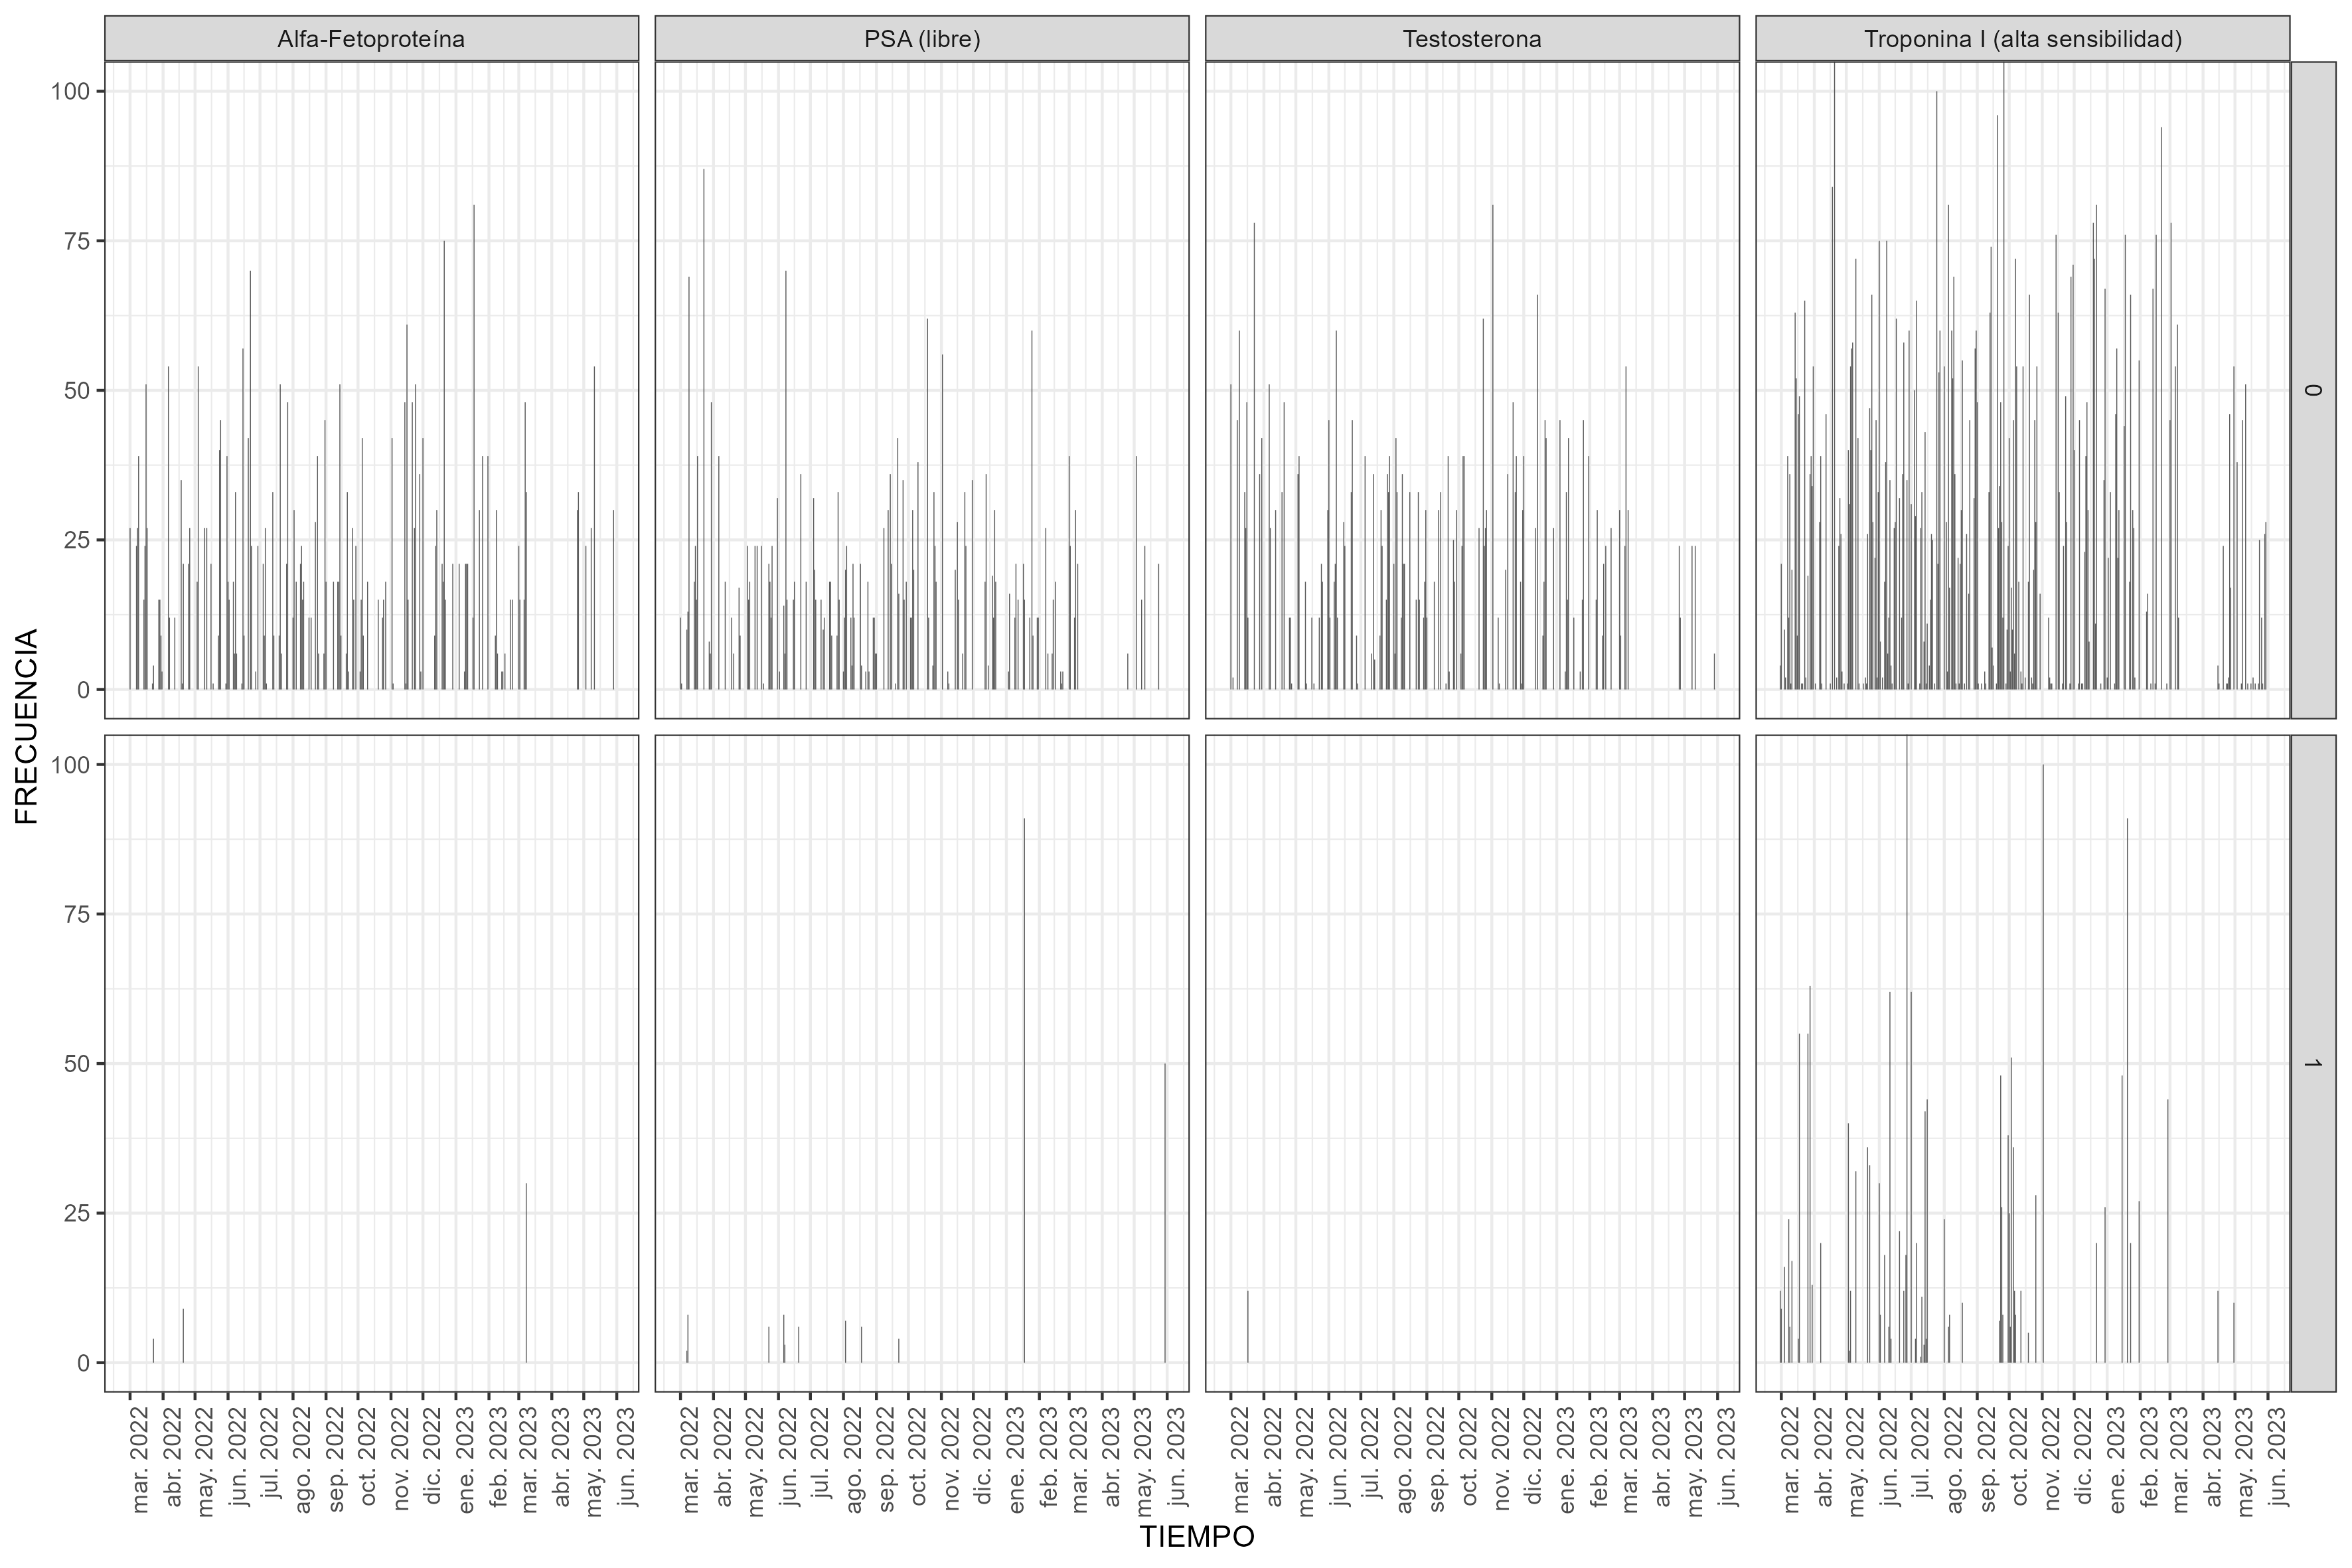 Alfa-Fetoproteína
PSA (libre)
Testosterona
Troponina I (alta sensibilidad)
100
75
50
25
0
0
100
75
50
25
0
1
FRECUENCIA
mar. 2022
abr. 2022
may. 2022
jun. 2022
jul. 2022
ago. 2022
sep. 2022
oct. 2022
nov. 2022
dic. 2022
ene. 2023
feb. 2023
mar. 2023
abr. 2023
may. 2023
jun. 2023
mar. 2022
abr. 2022
may. 2022
jun. 2022
jul. 2022
ago. 2022
sep. 2022
oct. 2022
nov. 2022
dic. 2022
ene. 2023
feb. 2023
mar. 2023
abr. 2023
may. 2023
jun. 2023
mar. 2022
abr. 2022
may. 2022
jun. 2022
jul. 2022
ago. 2022
sep. 2022
oct. 2022
nov. 2022
dic. 2022
ene. 2023
feb. 2023
mar. 2023
abr. 2023
may. 2023
jun. 2023
mar. 2022
abr. 2022
may. 2022
jun. 2022
jul. 2022
ago. 2022
sep. 2022
oct. 2022
nov. 2022
dic. 2022
ene. 2023
feb. 2023
mar. 2023
abr. 2023
may. 2023
jun. 2023
TIEMPO